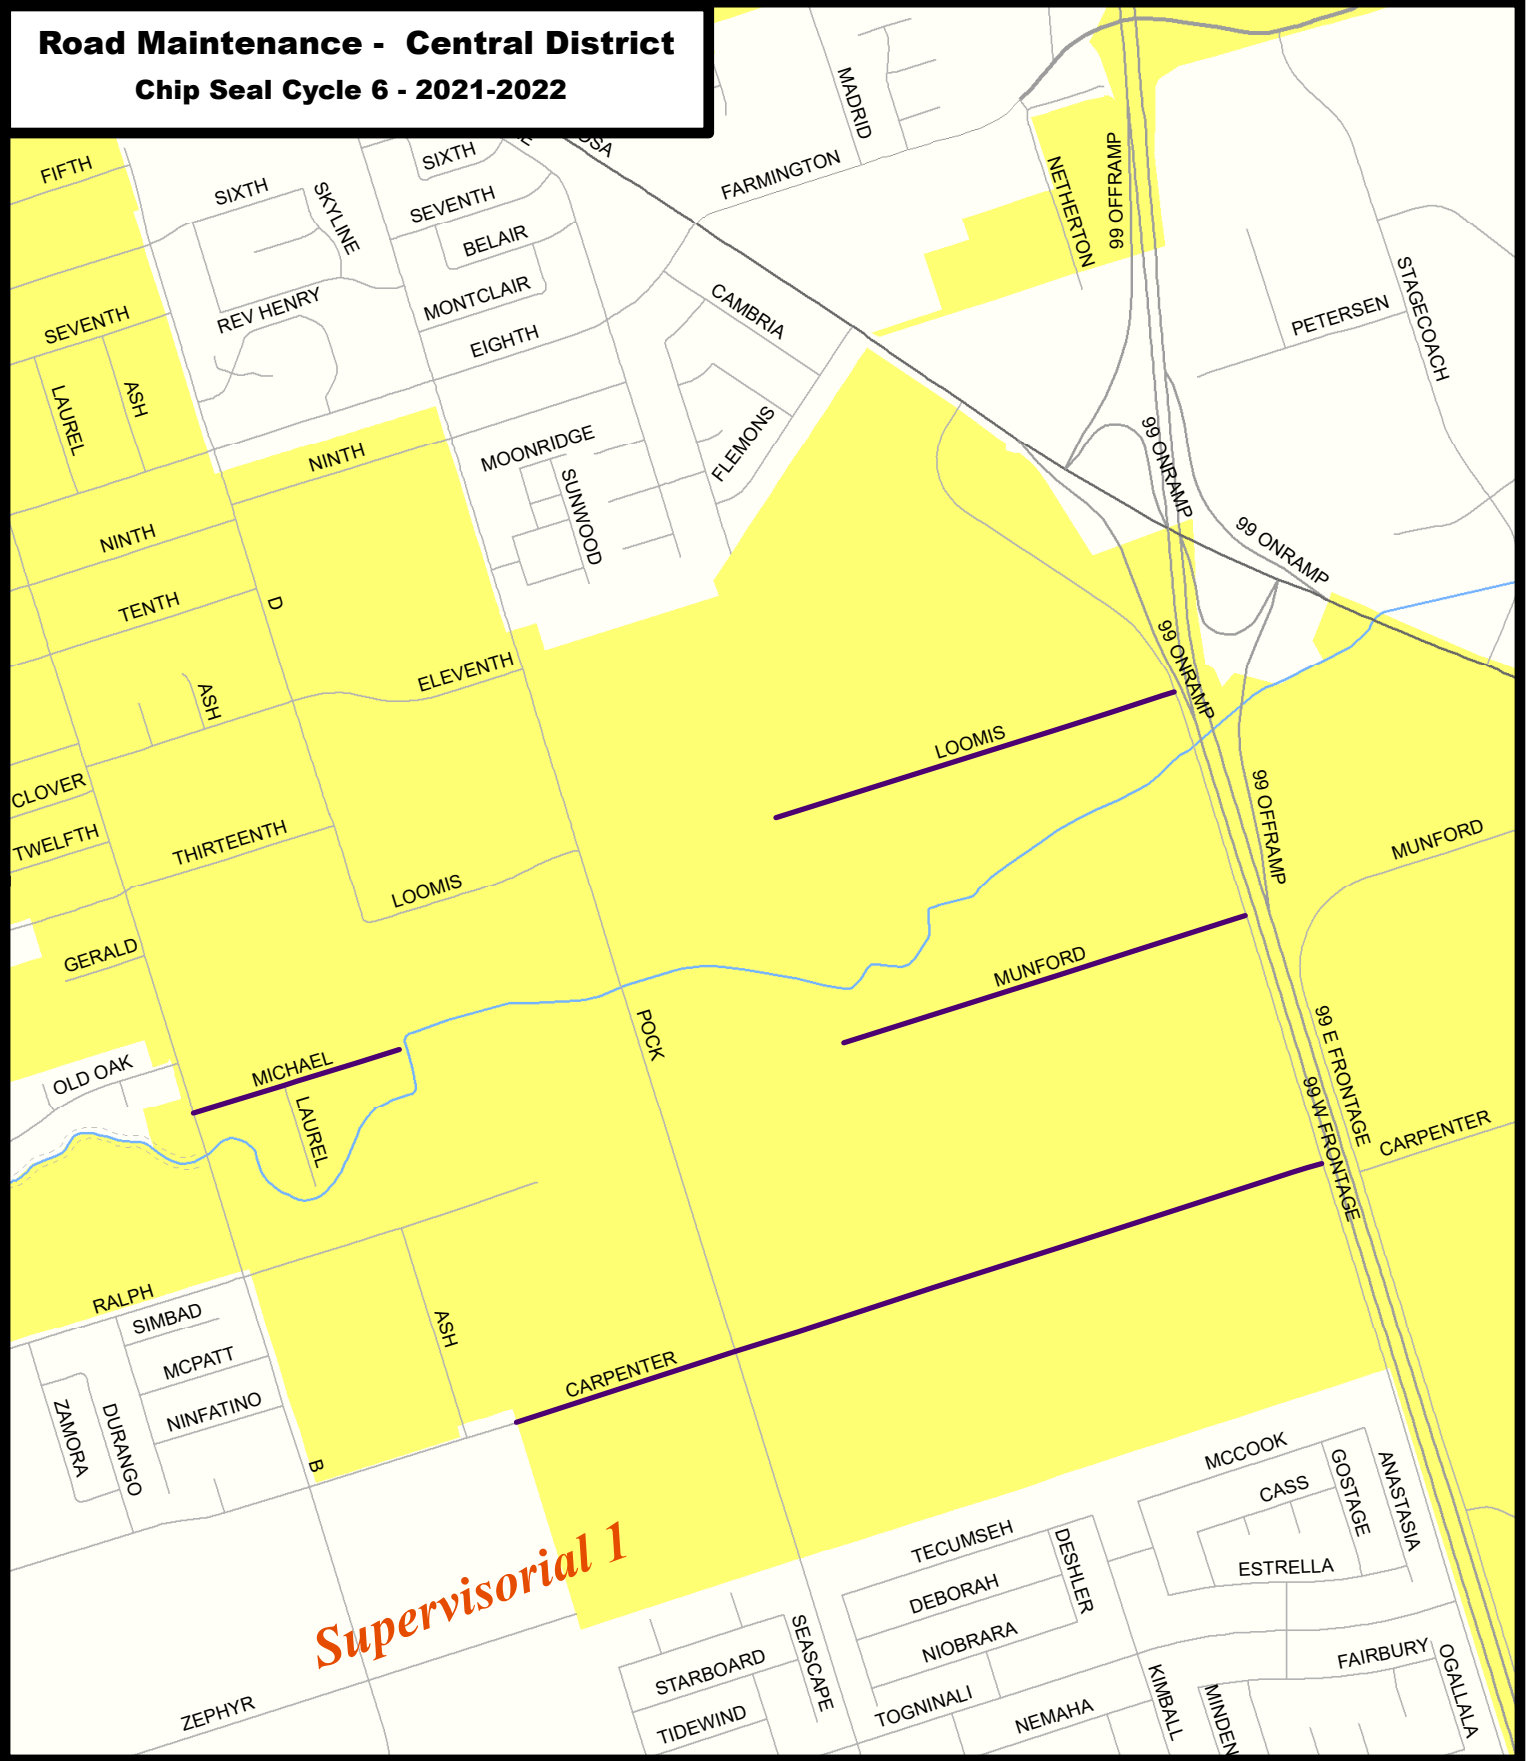 Road Maintenance - Central District
Chip Seal Cycle 6 - 2021-2022
OSA
MADRID
FARMINGTON
NETHERTON
99 OFFRAMP
FIFTH
SIXTH
SKYLINE
SIXTH
SEVENTH
BELAIR
MONTCLAIR
EIGHTH
REV HENRY
CAMBRIA
STAGECOACH
PETERSEN
SEVENTH
LAUREL
ASH
NINTH
MOONRIDGE
SUNWOOD
FLEMONS
99 ONRAMP
99 ONRAMP
NINTH
TENTH
D
ELEVENTH
99 ONRAMP
ASH
LOOMIS
CLOVER
TWELFTH
THIRTEENTH
LOOMIS
99 OFFRAMP
MUNFORD
GERALD
MUNFORD
POCK
99 E FRONTAGE
OLD OAK
MICHAEL
LAUREL
99 W FRONTAGE
CARPENTER
RALPH
SIMBAD
MCPATT
NINFATINO
ZAMORA
DURANGO
ASH
CARPENTER
B
MCCOOK
CASS
GOSTAGE
ANASTASIA
TECUMSEH
DEBORAH
DESHLER
ESTRELLA
NIOBRARA
Supervisorial 1
SEASCAPE
STARBOARD
TIDEWIND
TOGNINALI
NEMAHA
KIMBALL
MINDEN
FAIRBURY
OGALLALA
ZEPHYR